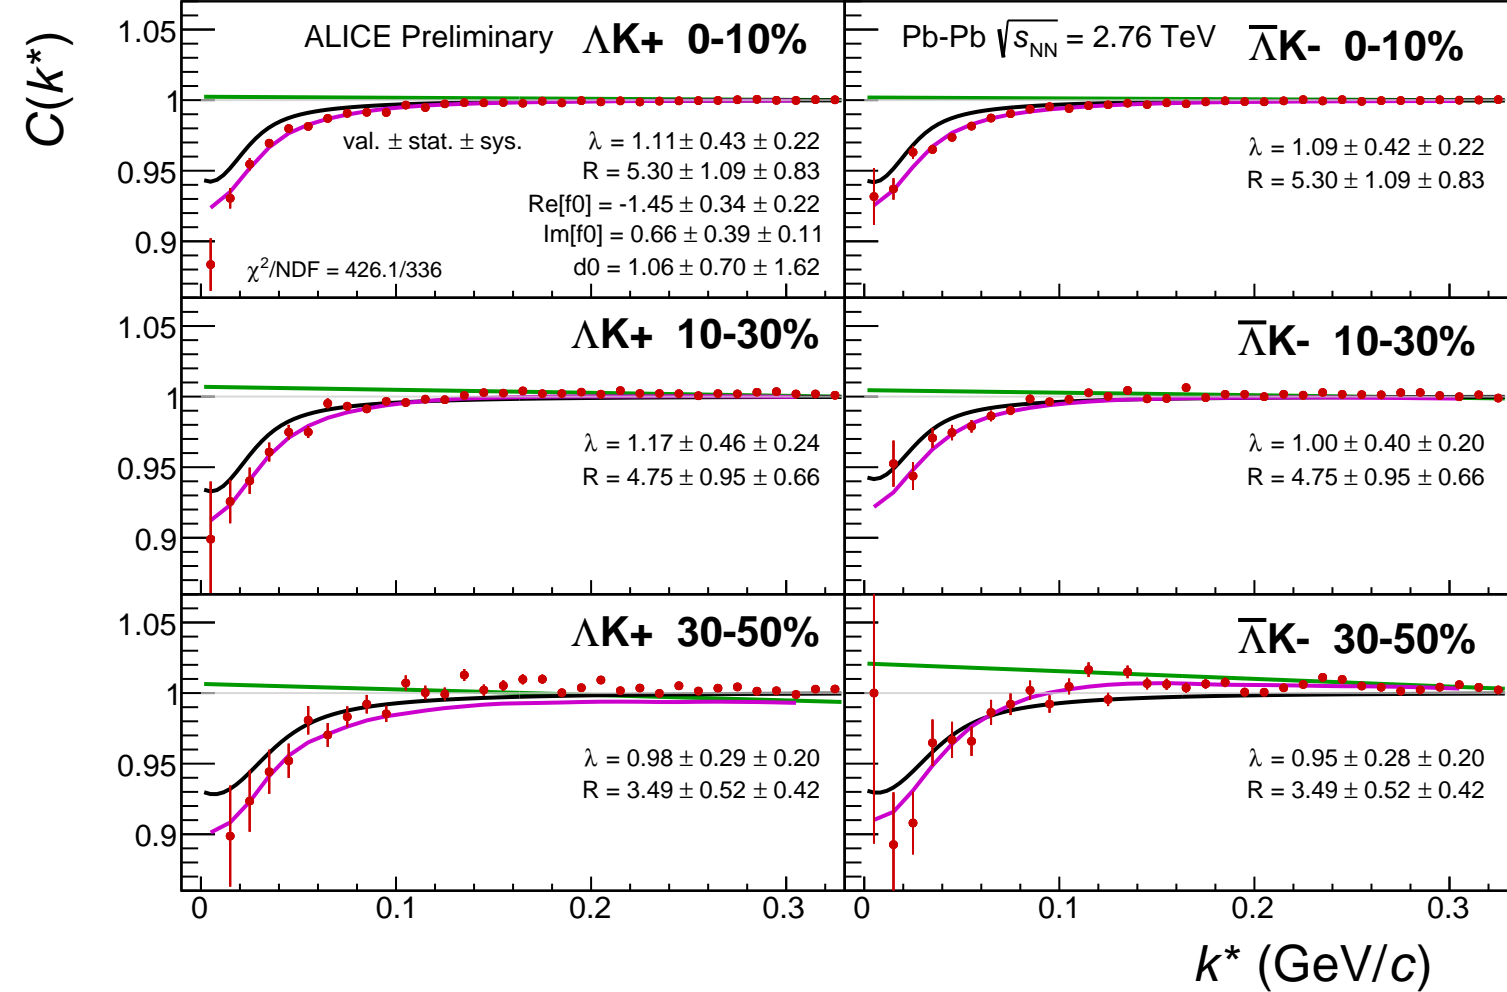 C(k*)
ALICE Preliminary ΛK+ 0-10%
1.05
1
0.95
0.9
val. ± stat. ± sys.
λ = 1.11 ± 0.43 ± 0.22
R = 5.30 ± 1.09 ± 0.83
Re[f0] = -1.45 ± 0.34 ± 0.22
Im[f0] = 0.66 ± 0.39 ± 0.11
d0 = 1.06 ± 0.70 ± 1.62
χ²/NDF = 426.1/336
Pb-Pb √s_NN = 2.76 TeV Λ̅K- 0-10%
λ = 1.09 ± 0.42 ± 0.22
R = 5.30 ± 1.09 ± 0.83
ΛK+ 10-30%
1.05
1
0.95
0.9
λ = 1.17 ± 0.46 ± 0.24
R = 4.75 ± 0.95 ± 0.66
Λ̅K- 10-30%
λ = 1.00 ± 0.40 ± 0.20
R = 4.75 ± 0.95 ± 0.66
ΛK+ 30-50%
1.05
1
0.95
0.9
λ = 0.98 ± 0.29 ± 0.20
R = 3.49 ± 0.52 ± 0.42
Λ̅K- 30-50%
λ = 0.95 ± 0.28 ± 0.20
R = 3.49 ± 0.52 ± 0.42
0 0.1 0.2 0.3 0 0.1 0.2 0.3
k* (GeV/c)